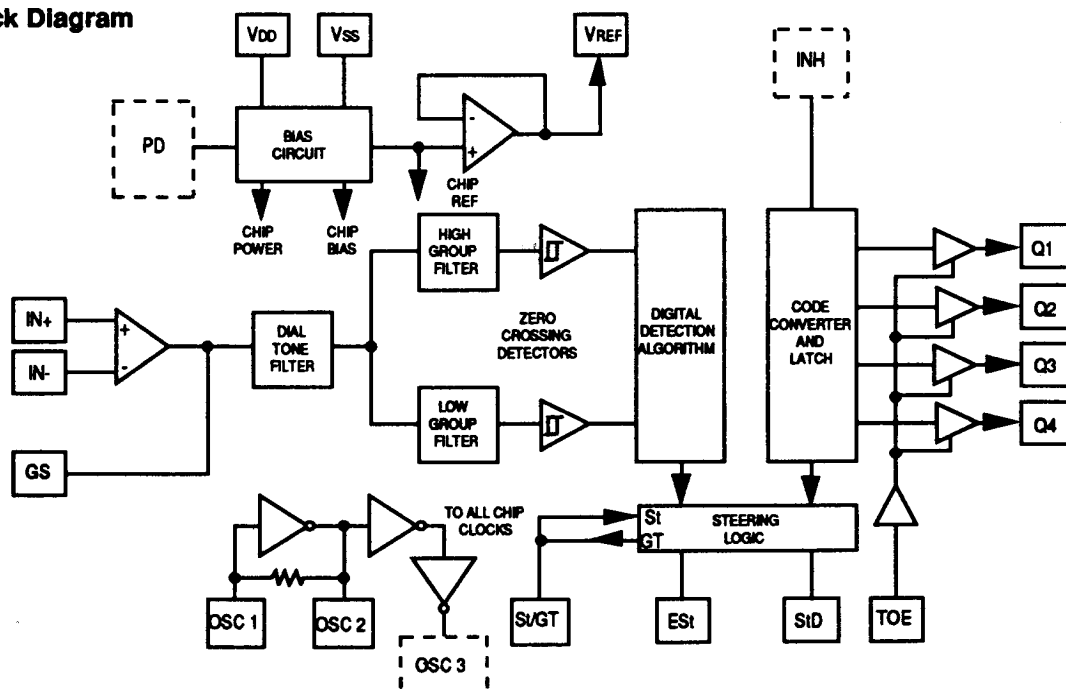 ck Diagram
VDD
VSS
VREF
INH
PD
BIAS
CIRCUIT
-
+
CHIP
REF
CHIP
POWER
CHIP
BIAS
HIGH
GROUP
FILTER
IN+
IN-
+
-
DIAL
TONE
FILTER
ZERO
CROSSING
DETECTORS
DIGITAL
DETECTION
ALGORITHM
CODE
CONVERTER
AND
LATCH
Q1
Q2
Q3
Q4
LOW
GROUP
FILTER
GS
TO ALL CHIP
CLOCKS
St
GT
STEERING
LOGIC
OSC 1
OSC 2
OSC 3
St/GT
ESt
StD
TOE